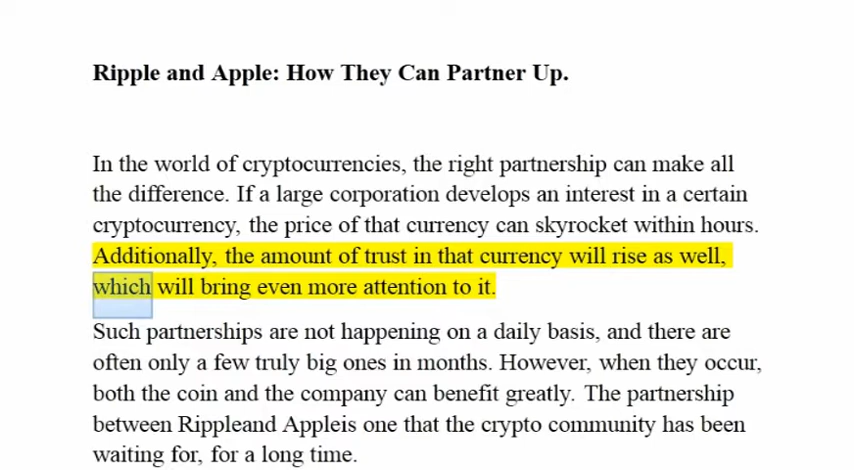 Ripple and Apple: How They Can Partner Up.
In the world of cryptocurrencies, the right partnership can make all
the difference. If a large corporation develops an interest in a certain
cryptocurrency, the price of that currency can skyrocket within hours.
Additionally, the amount of trust in that currency will rise as well,
which will bring even more attention to it.
Such partnerships are not happening on a daily basis, and there are
often only a few truly big ones in months. However, when they occur,
both the coin and the company can benefit greatly. The partnership
between Rippleand Appleis one that the crypto community has been
waiting for, for a long time.